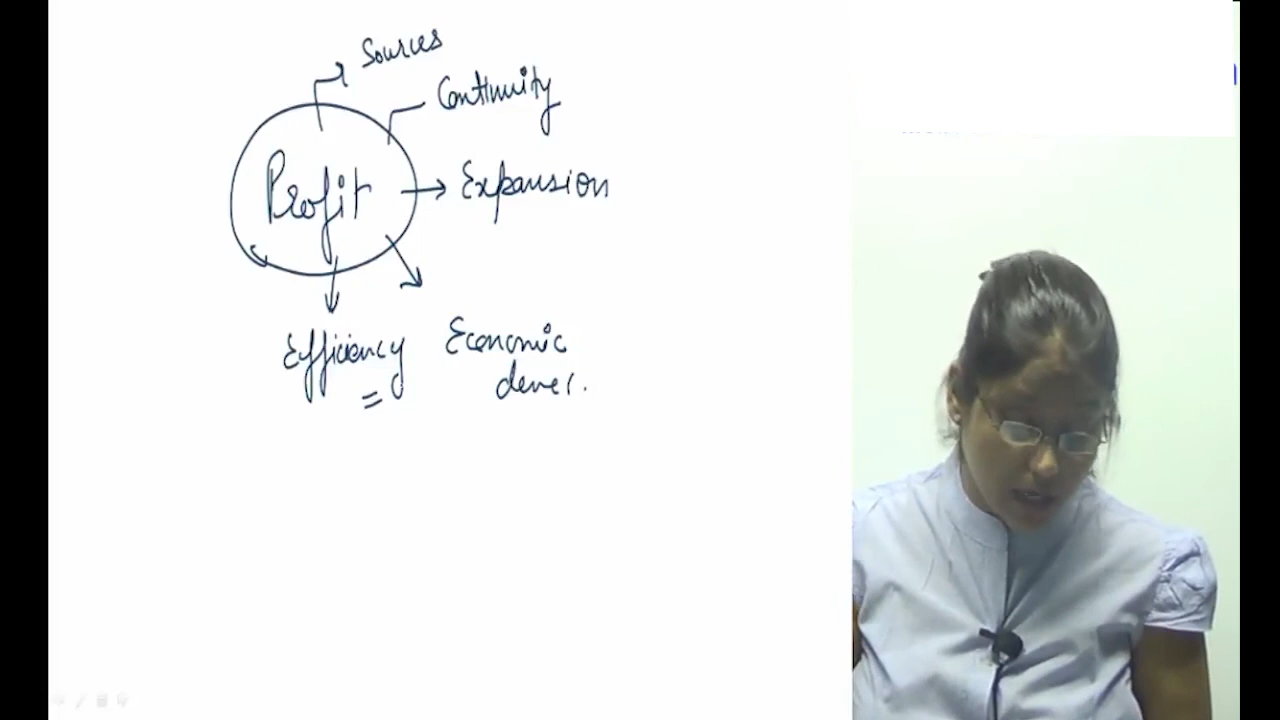 Sources
Continuity
Profit
Expansion
Efficiency
Economic
devel.